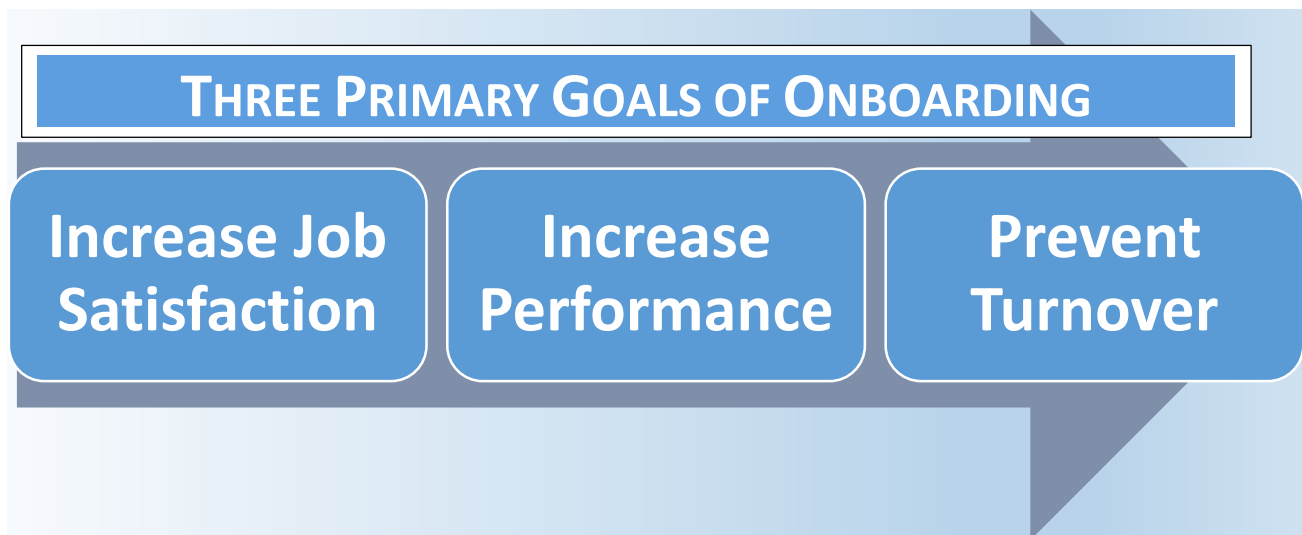 THREE PRIMARY GOALS OF ONBOARDING
Increase Job
Satisfaction
Increase
Performance
Prevent
Turnover